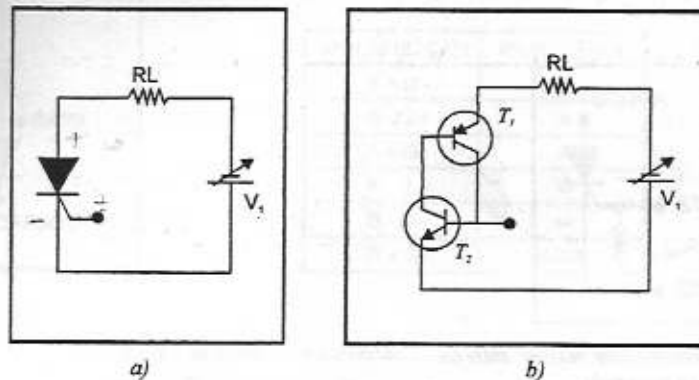 RL
+
+
-
V₁
a)
RL
T₁
V₁
T₂
b)